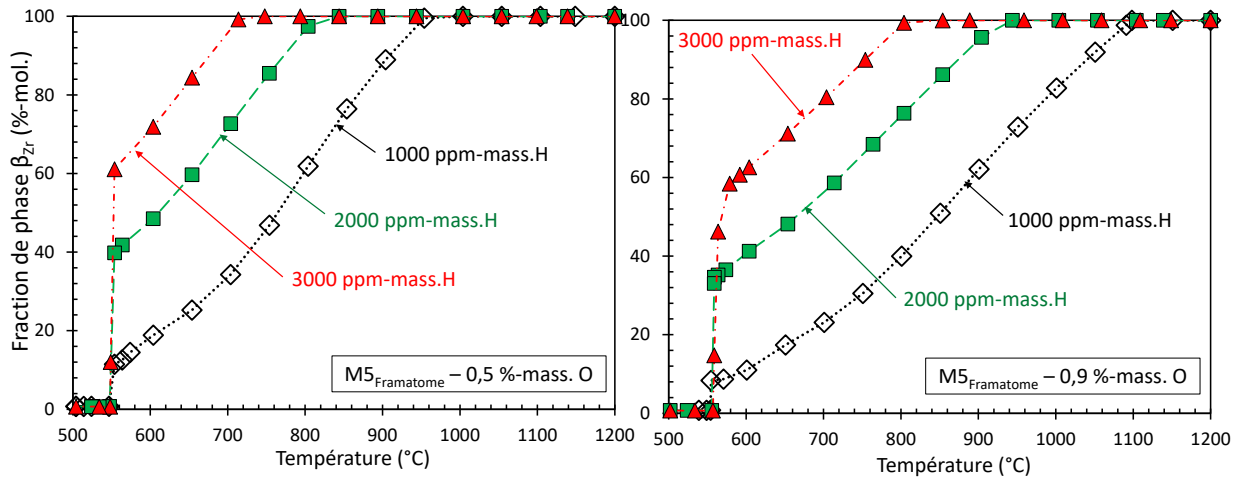 Fraction de phase βZr (%-mol.)
120
100
80
60
40
20
0
1000 ppm-mass.H
2000 ppm-mass.H
3000 ppm-mass.H
M5Framatome – 0,5 %-mass. O
500 600 700 800 900 1000 1100 1200
Température (°C)
100
80
60
40
20
0
3000 ppm-mass.H
1000 ppm-mass.H
2000 ppm-mass.H
M5Framatome – 0,9 %-mass. O
500 600 700 800 900 1000 1100 1200
Température (°C)